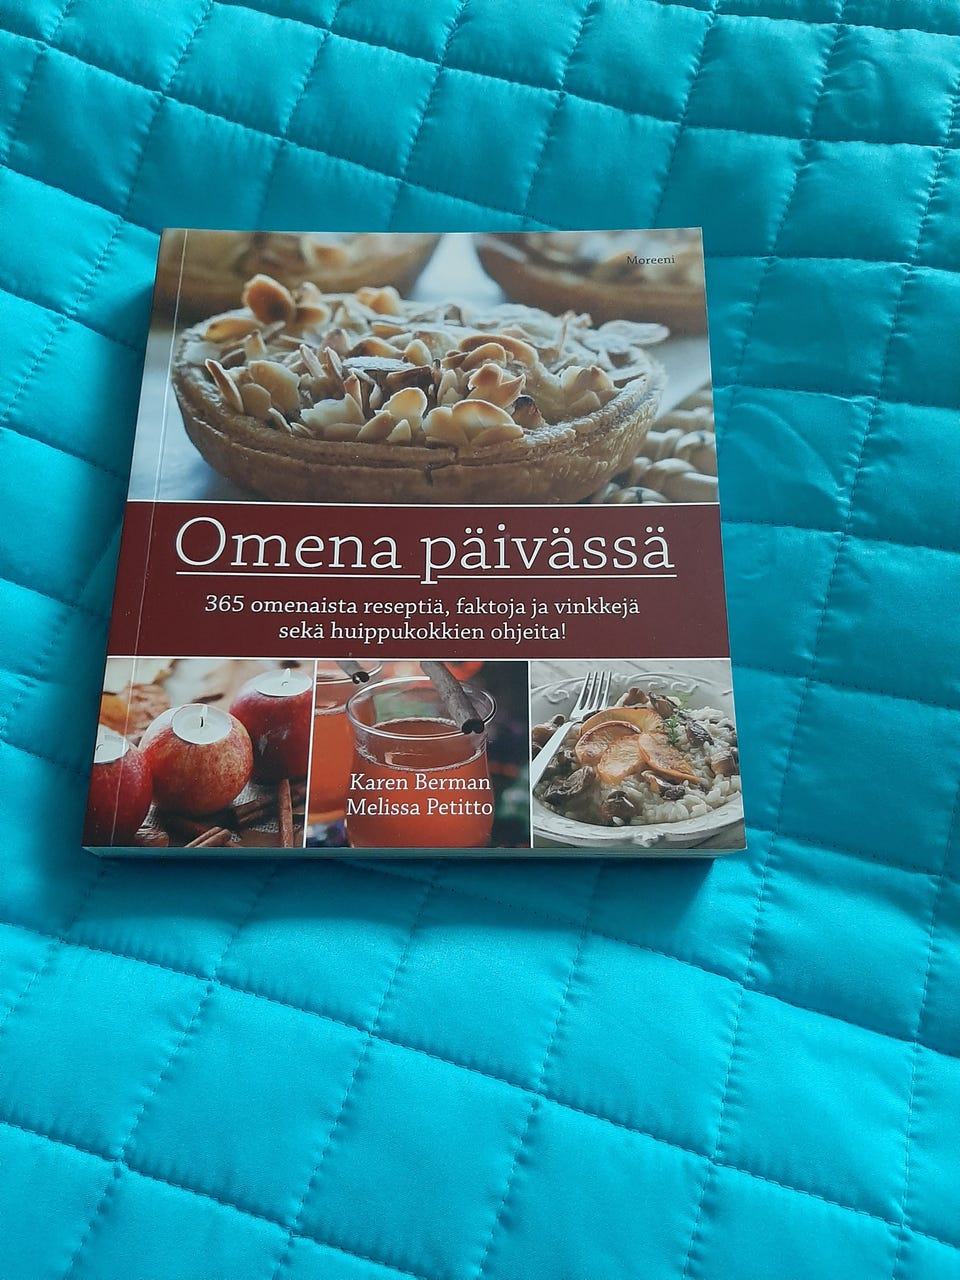 Moreeni
Omena päivässä
365 omenaista reseptiä, faktoja ja vinkkejä
sekä huippukokkien ohjeita!
Karen Berman
Melissa Petitto